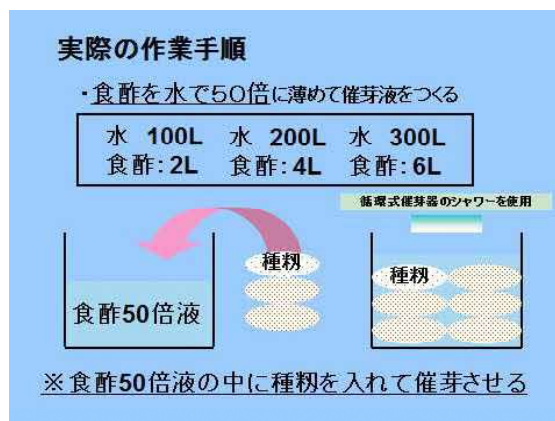 実際の作業手順
・食酢を水で50倍に薄めて催芽液をつくる
水 100L 水 200L 水 300L
食酢:2L 食酢:4L 食酢:6L
循環式催芽器のシャワーを使用
種籾
種籾
食酢50倍液
※食酢50倍液の中に種籾を入れて催芽させる